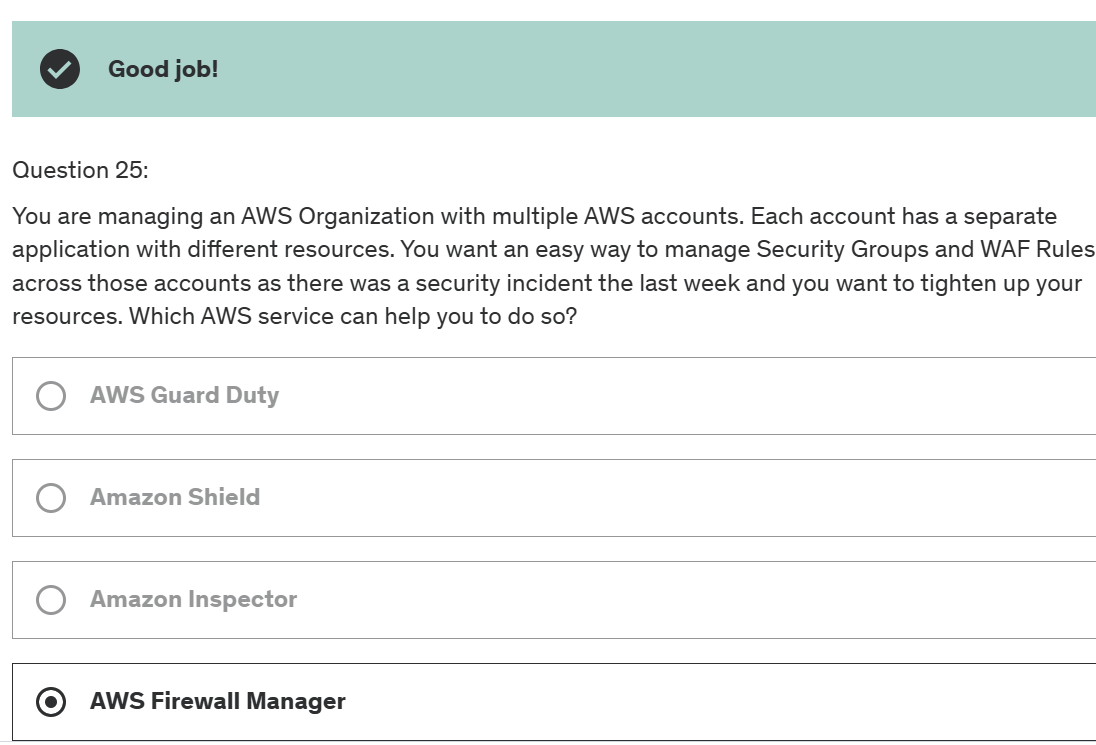 Good job!
Question 25:
You are managing an AWS Organization with multiple AWS accounts. Each account has a separate
application with different resources. You want an easy way to manage Security Groups and WAF Rules
across those accounts as there was a security incident the last week and you want to tighten up your
resources. Which AWS service can help you to do so?
AWS Guard Duty
Amazon Shield
Amazon Inspector
AWS Firewall Manager